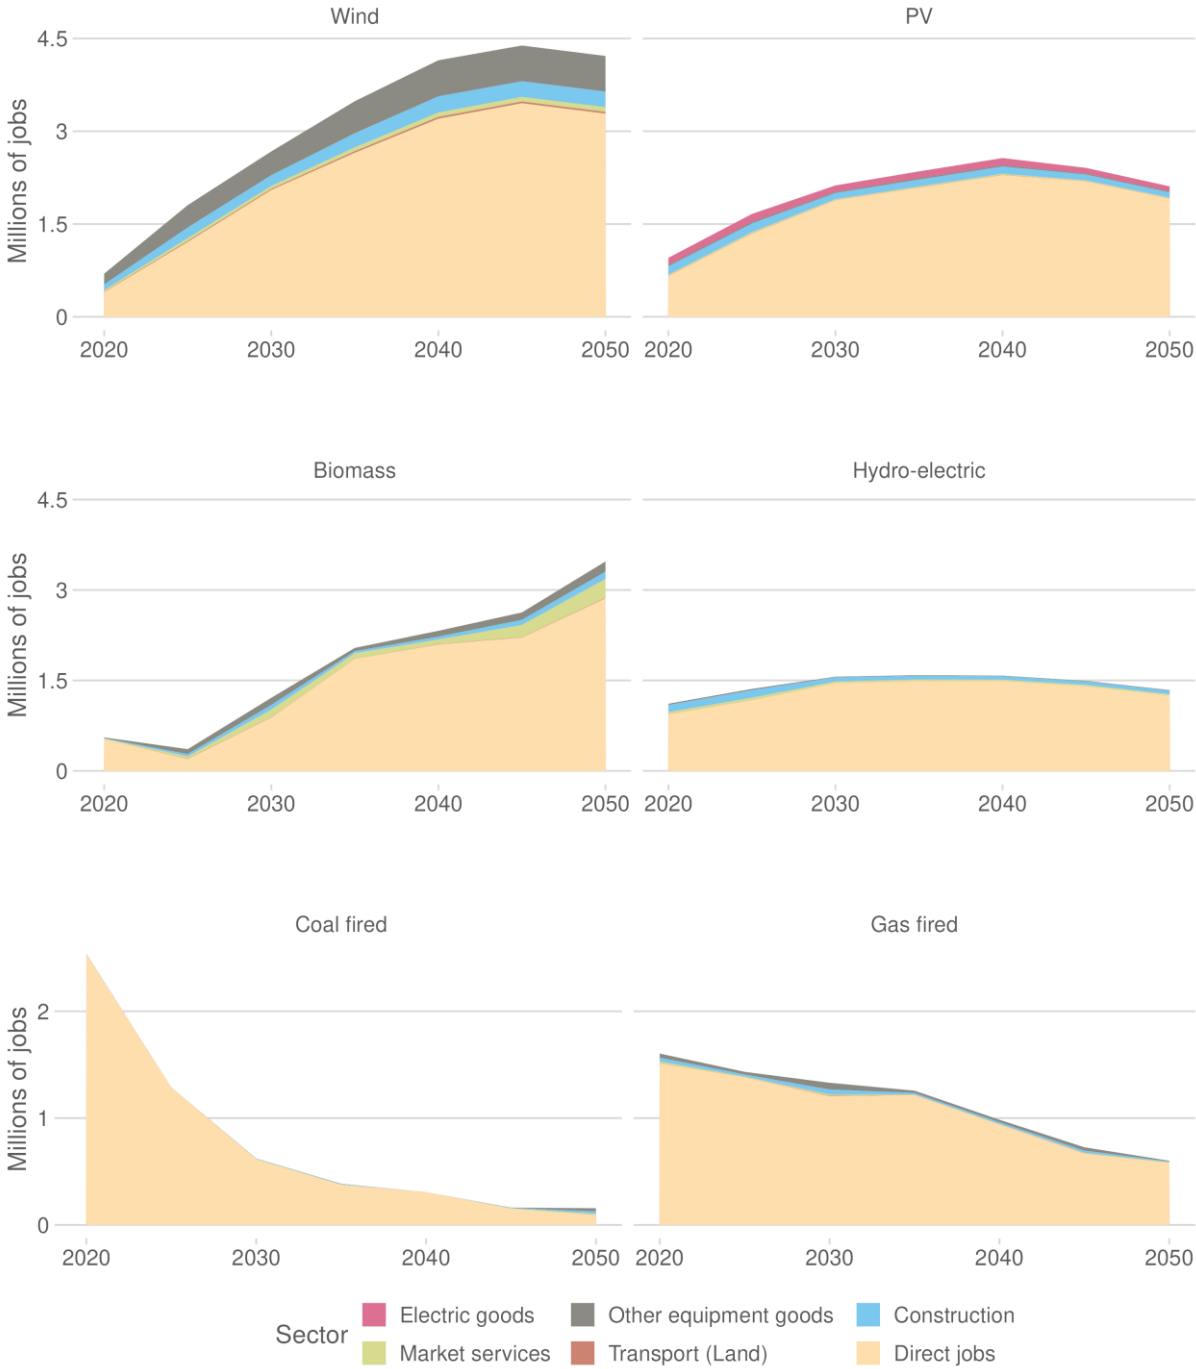 Wind PV
4.5
3
1.5
0
Millions of jobs
2020 2030 2040 2050 2020 2030 2040 2050
Biomass Hydro-electric
4.5
3
1.5
0
Millions of jobs
2020 2030 2040 2050 2020 2030 2040 2050
Coal fired Gas fired
2
1
0
Millions of jobs
2020 2030 2040 2050 2020 2030 2040 2050
Sector
Electric goods Other equipment goods Construction
Market services Transport (Land) Direct jobs